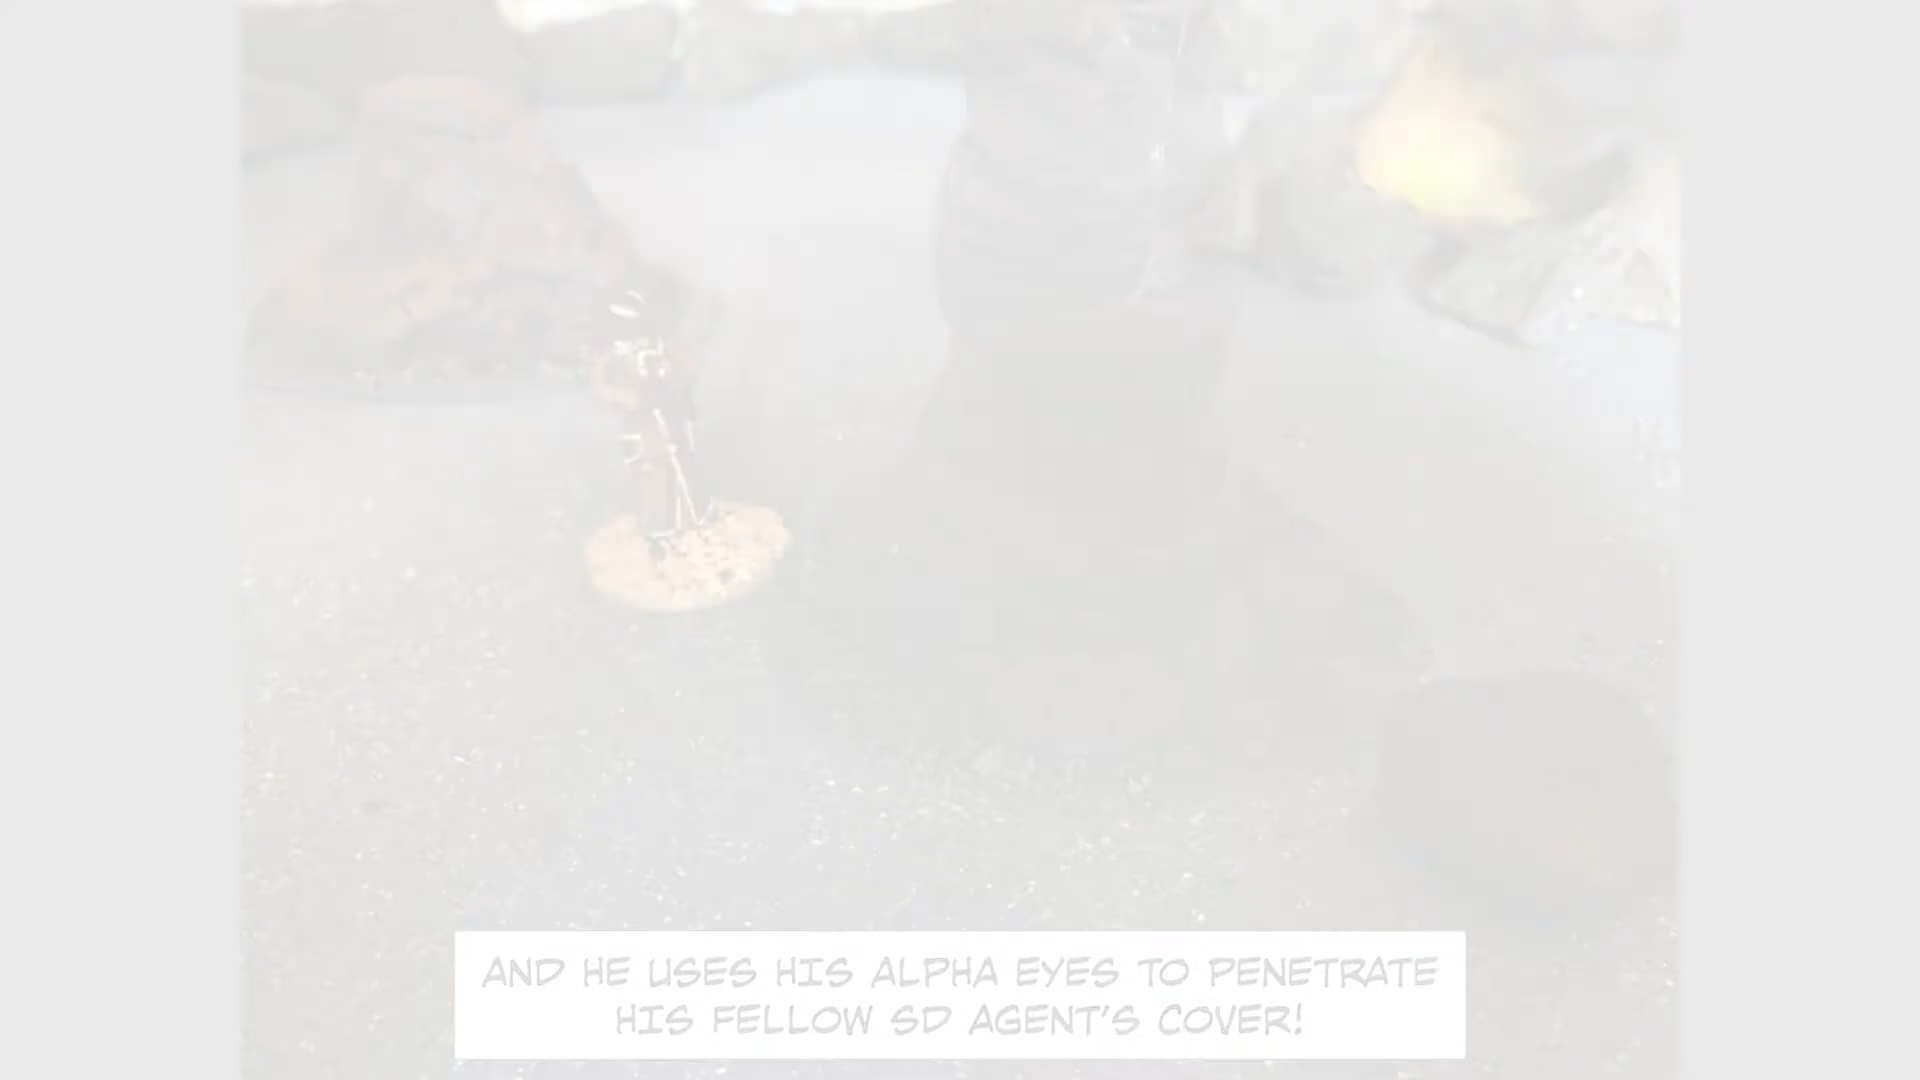 AND HE USES HIS ALPHA EYES TO PENETRATE
HIS FELLOW SD AGENT'S COVER!